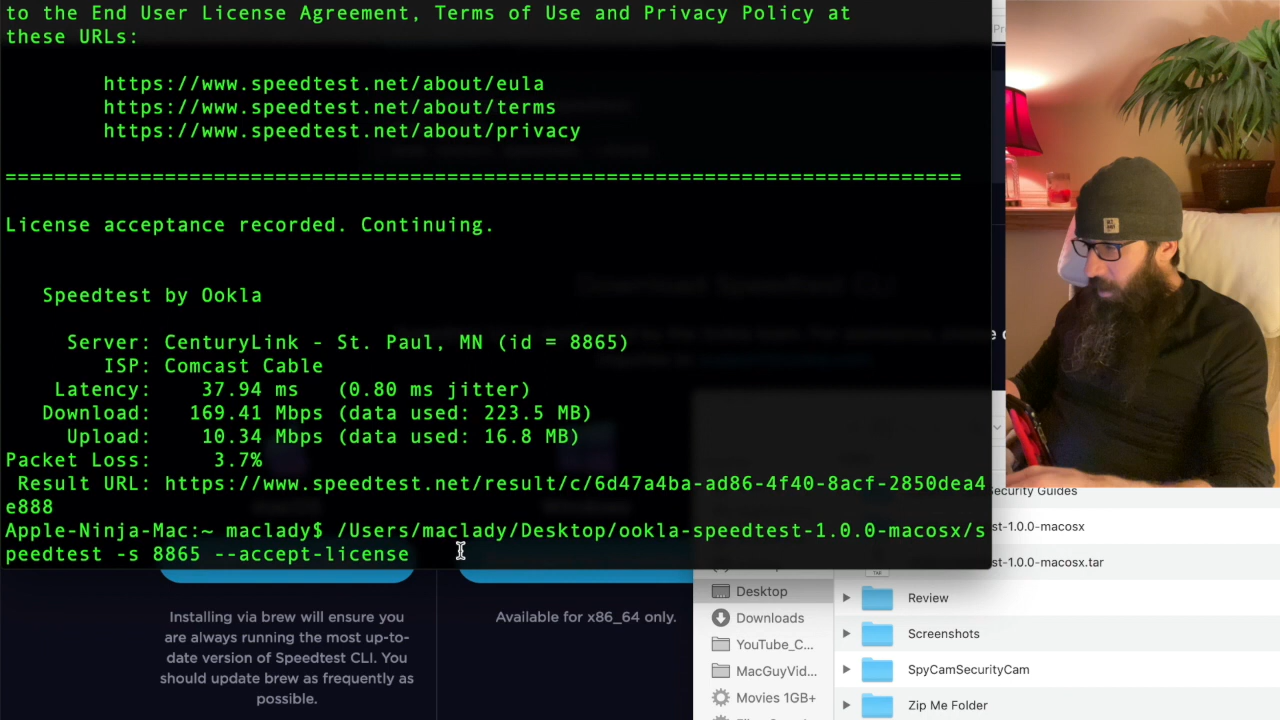 to the End User License Agreement, Terms of Use and Privacy Policy at
these URLs:
https://www.speedtest.net/about/eula
https://www.speedtest.net/about/terms
https://www.speedtest.net/about/privacy
==============================================================================
License acceptance recorded. Continuing.
Speedtest by Ookla
Server: CenturyLink - St. Paul, MN (id = 8865)
ISP: Comcast Cable
Latency: 37.94 ms (0.80 ms jitter)
Download: 169.41 Mbps (data used: 223.5 MB)
Upload: 10.34 Mbps (data used: 16.8 MB)
Packet Loss: 3.7%
Result URL: https://www.speedtest.net/result/c/6d47a4ba-ad86-4f40-8acf-2850dea4
e888
Apple-Ninja-Mac:~ maclady$ /Users/maclady/Desktop/ookla-speedtest-1.0.0-macosx/s
peedtest -s 8865 --accept-license
Download Speedtest CLI
Installing via brew will ensure you
are always running the most up-to-
date version of Speedtest CLI. You
should update brew as frequently as
possible.
Available for x86_64 only.
Desktop
Downloads
YouTube_C...
MacGuyVid...
Movies 1GB+
ecurity Guides
st-1.0.0-macosx
st-1.0.0-macosx.tar
Review
Screenshots
SpyCamSecurityCam
Zip Me Folder